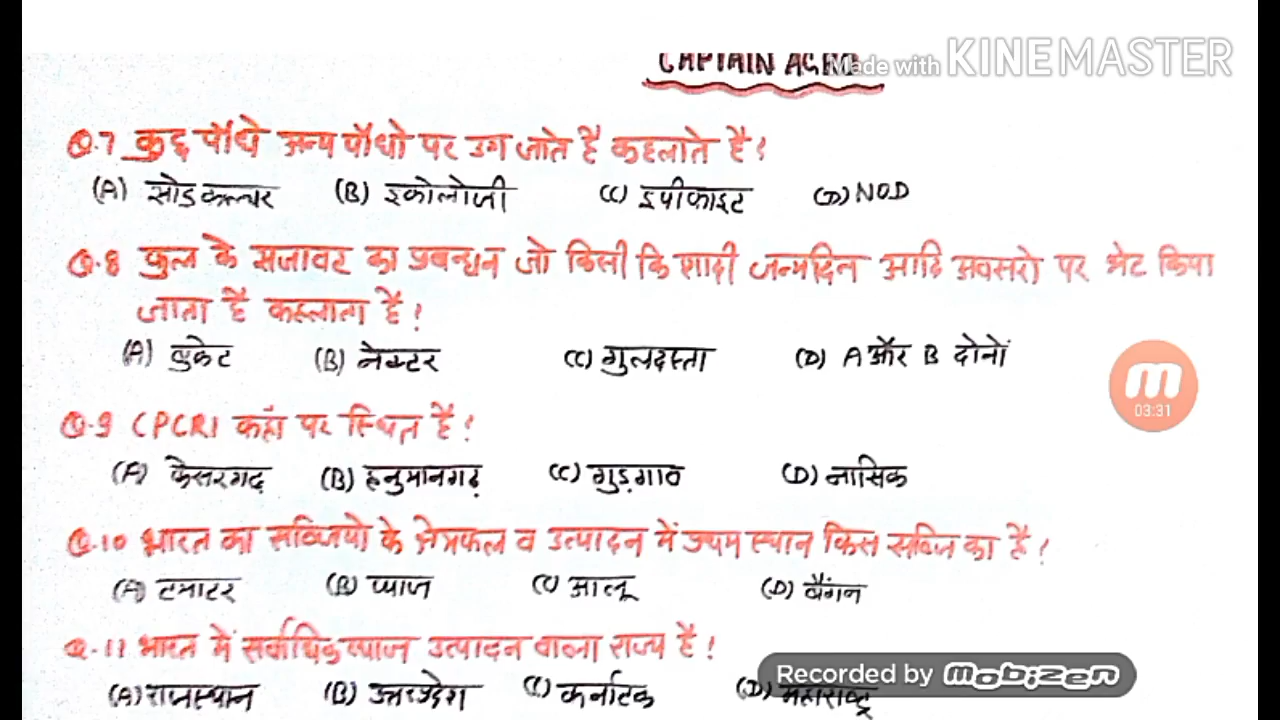 Made with KINEMASTER
CAPTAIN AGRO
Q.7 कुछ पौधे अन्य पौधो पर उग जाते है कहलाते है?
(A) सोड कल्चर (B) इकोलोजी (C) इपीफाइट (D) NOD
Q.8 फुल के सजावट का प्रबन्धन जो किसी कि शादी जन्मदिन आदि अवसरो पर भेट किया
जाता है कहलाता है?
(A) बुकेट (B) नेक्टर (C) गुलदस्ता (D) A और B दोनों
03:31
Q.9 CPCRI कहाँ पर स्थित है?
(A) केसरगढ (B) हनुमानगढ़ (C) गुड़गाव (D) नासिक
Q.10 भारत का सब्जियो के क्षेत्रफल व उत्पादन में प्रथम स्थान किस सब्जि का है?
(A) टमाटर (B) प्याज (C) आलू (D) बैंगन
Q.11 भारत में सर्वाधिक प्याज उत्पादन वाला राज्य है?
Recorded by mobizen
(A) राजस्थान (B) उत्तरप्रदेश (C) कर्नाटक (D) महाराष्ट्र